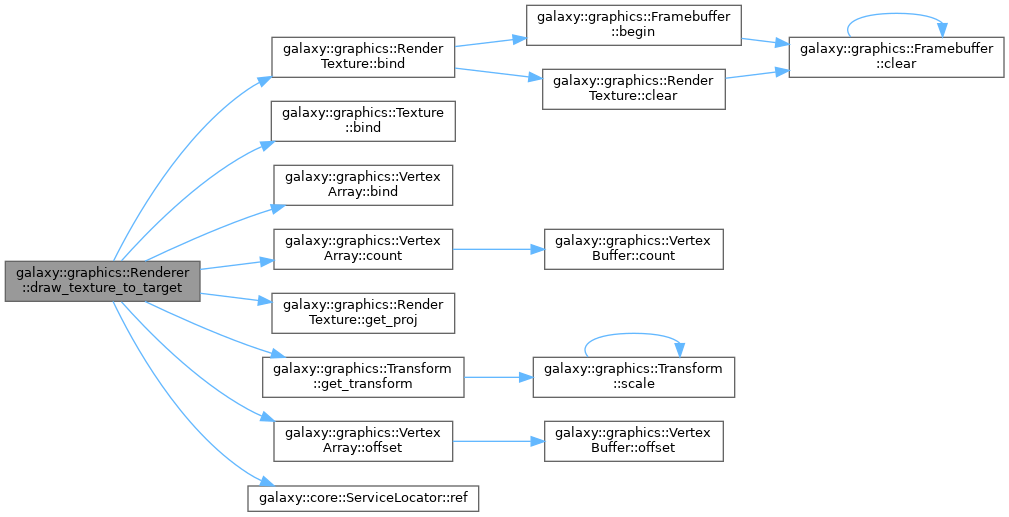 galaxy::graphics::Renderer
::draw_texture_to_target
galaxy::graphics::Render
Texture::bind
galaxy::graphics::Framebuffer
::begin
galaxy::graphics::Framebuffer
::clear
galaxy::graphics::Render
Texture::clear
galaxy::graphics::Texture
::bind
galaxy::graphics::Vertex
Array::bind
galaxy::graphics::Vertex
Array::count
galaxy::graphics::Vertex
Buffer::count
galaxy::graphics::Render
Texture::get_proj
galaxy::graphics::Transform
::get_transform
galaxy::graphics::Transform
::scale
galaxy::graphics::Vertex
Array::offset
galaxy::graphics::Vertex
Buffer::offset
galaxy::core::ServiceLocator::ref